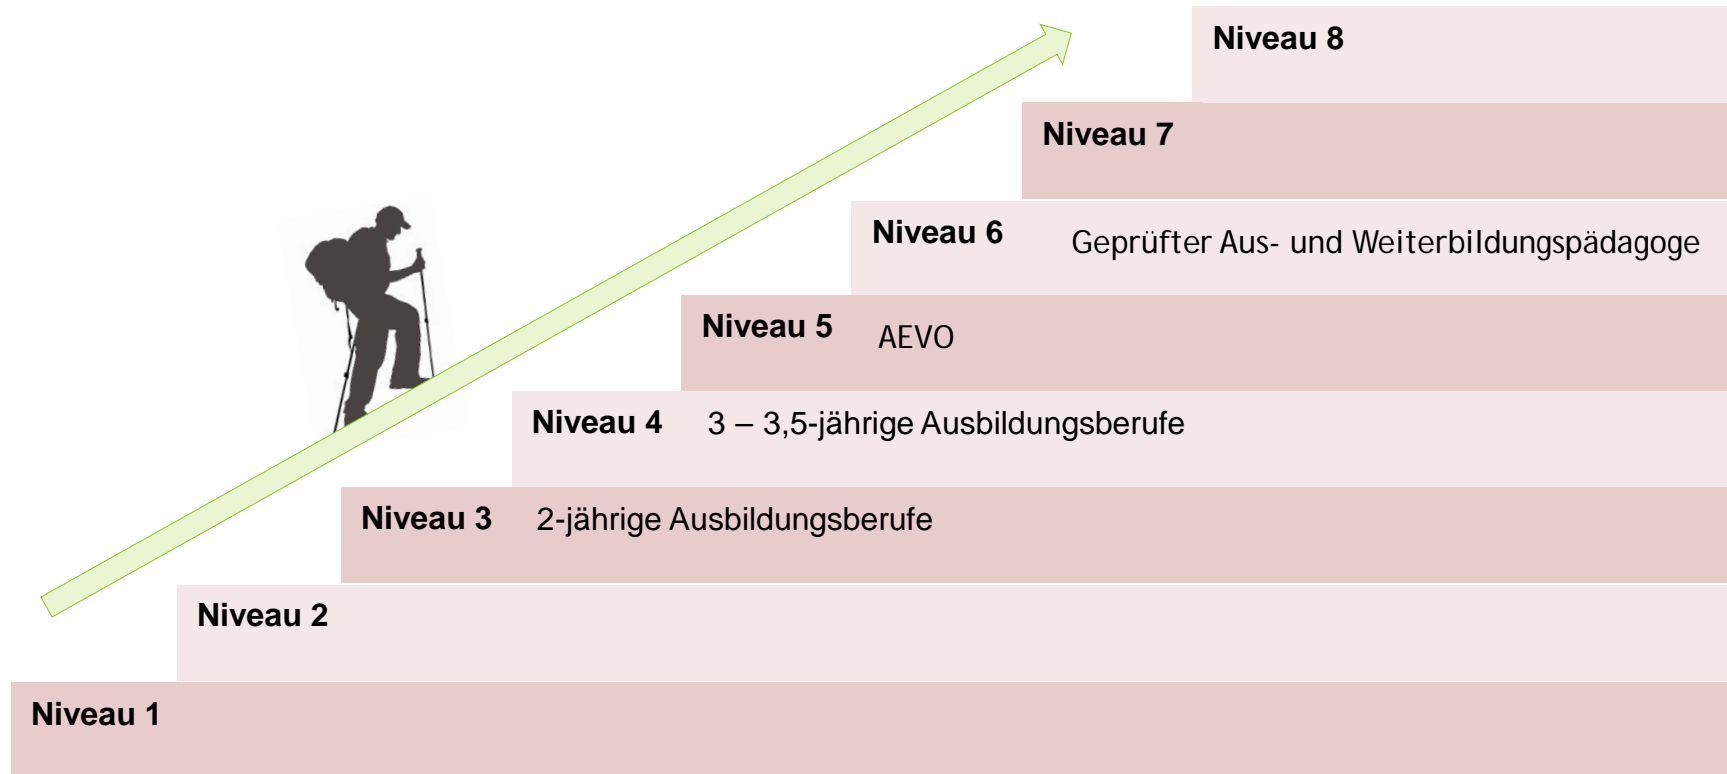 Niveau 8
Niveau 7
Niveau 6 Geprüfter Aus- und Weiterbildungspädagoge
Niveau 5 AEVO
Niveau 4 3 – 3,5-jährige Ausbildungsberufe
Niveau 3 2-jährige Ausbildungsberufe
Niveau 2
Niveau 1